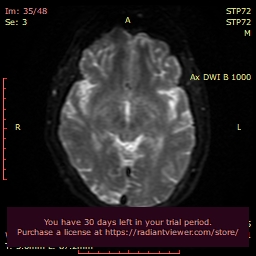 Im: 35/48
Se: 3
A
STP72
STP72
M
Ax DWI B 1000
R
L
You have 30 days left in your trial period.
Purchase a license at https://radiantviewer.com/store/